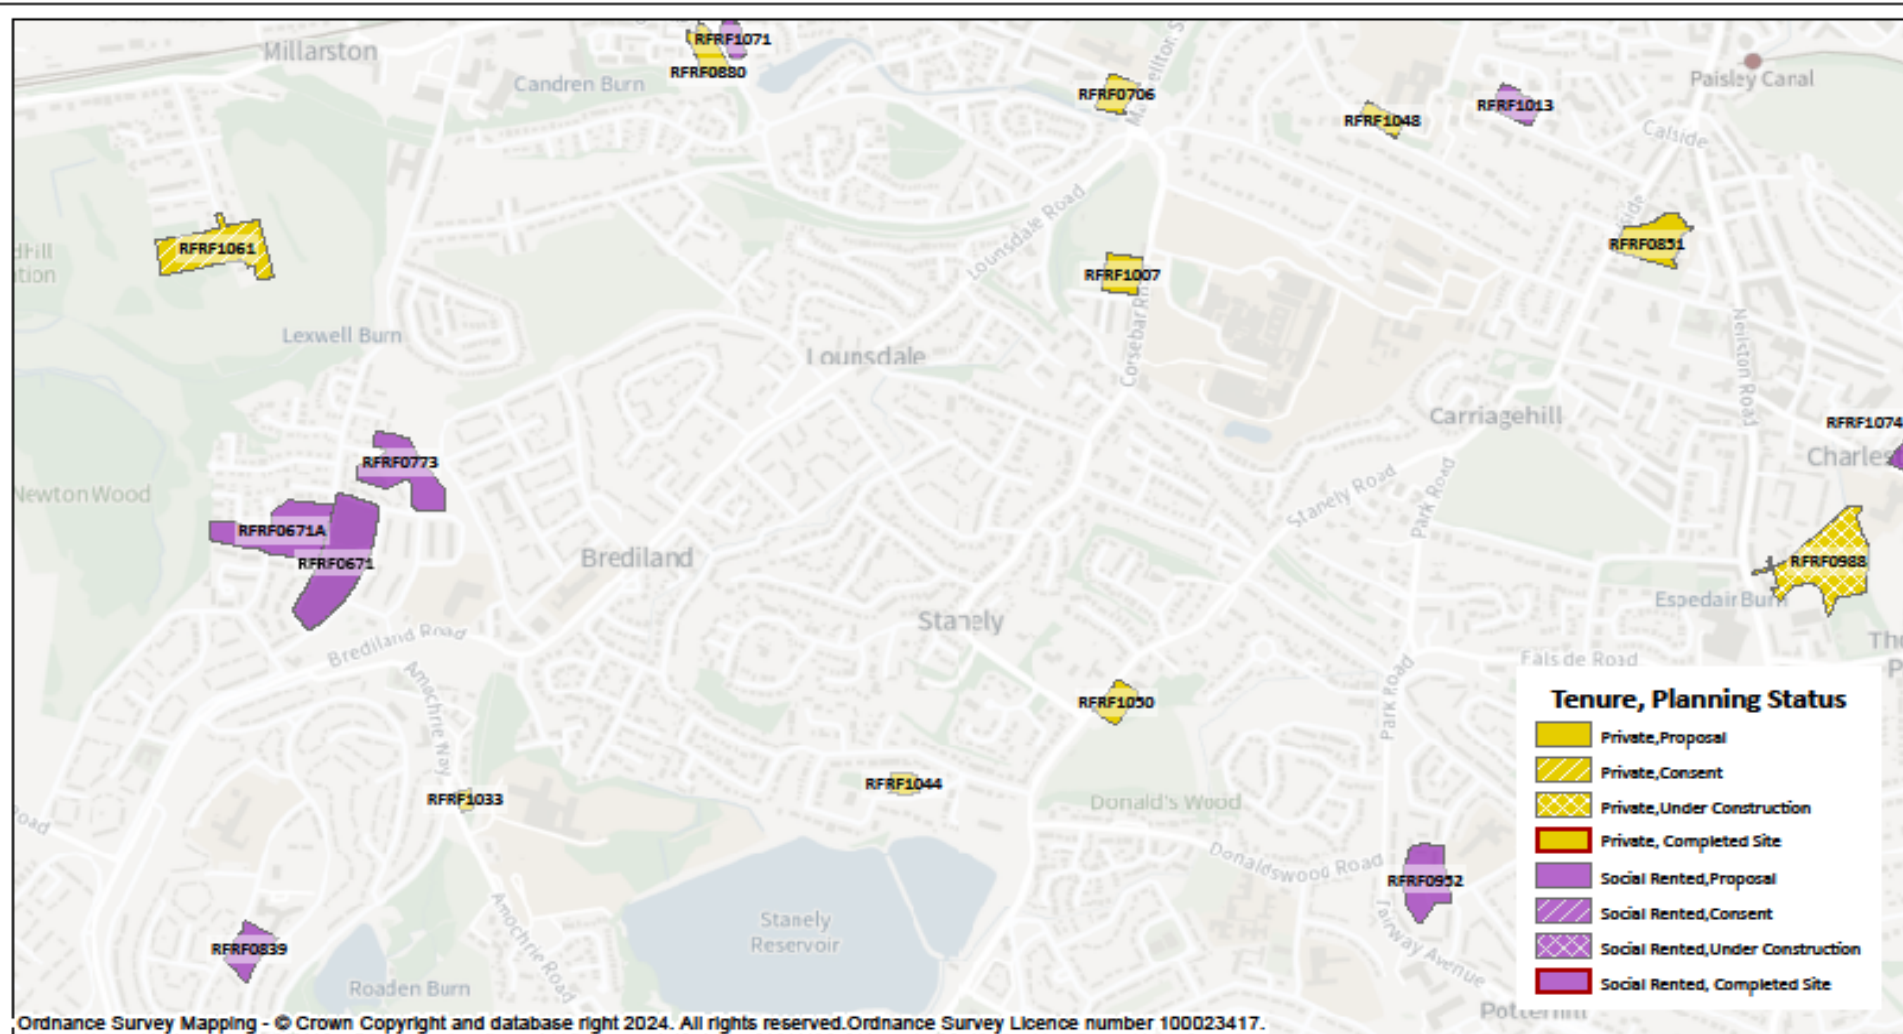 Millarston
Candren Burn
RFRF1071
RFRF0880
RFRF0706
RFRF1048
RFRF1013
Paisley Canal
Calside
RFRF1061
Lounsdale Road
RFRF1007
RFRF0851
Lexwell Burn
Lounsdale
Corsebar
Neilston Road
Carriagehill
RFRF1074
Charles
RFRF0773
Newton Wood
Stanely Road
Park Road
RFRF0671A
RFRF0671
Brediland
RFRF0988
Espedair Burn
Stanely
Brediland Road
Falside Road
The
P
Amochrie Way
RFRF1050
Park Road
RFRF1044
RFRF1033
Donald's Wood
Road
Donaldswood Road
RFRF0952
Amochrie Road
Stanely
Reservoir
Fairway Avenue
RFRF0839
Roaden Burn
Potterhill
Tenure, Planning Status
Private,Proposal
Private,Consent
Private,Under Construction
Private, Completed Site
Social Rented,Proposal
Social Rented,Consent
Social Rented,Under Construction
Social Rented, Completed Site
Ordnance Survey Mapping - © Crown Copyright and database right 2024. All rights reserved.Ordnance Survey Licence number 100023417.